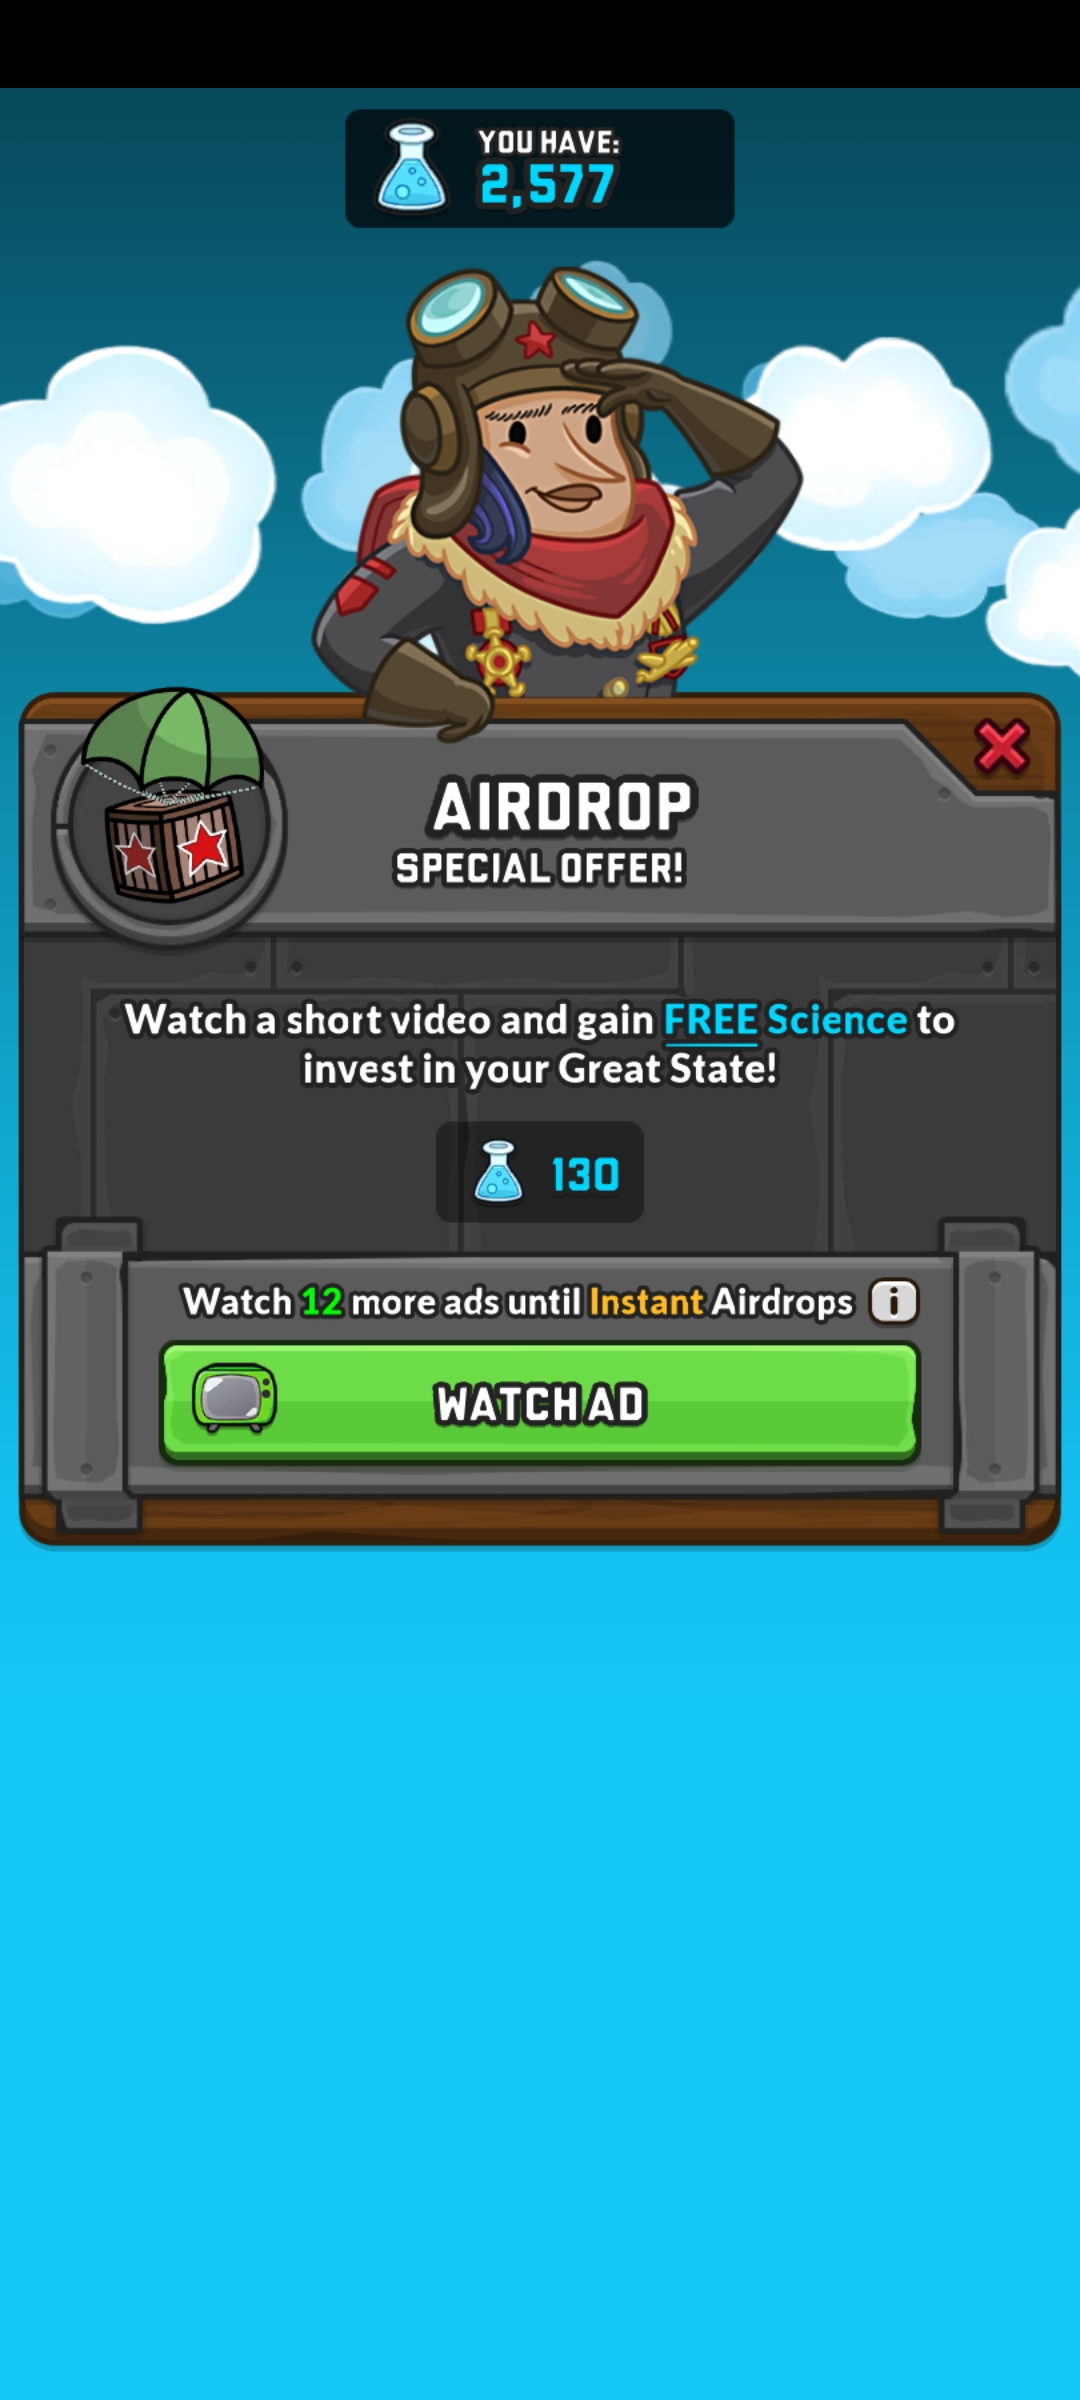 YOU HAVE:
2,577
AIRDROP
SPECIAL OFFER!
Watch a short video and gain FREE Science to
invest in your Great State!
130
Watch 12 more ads until Instant Airdrops i
WATCH AD